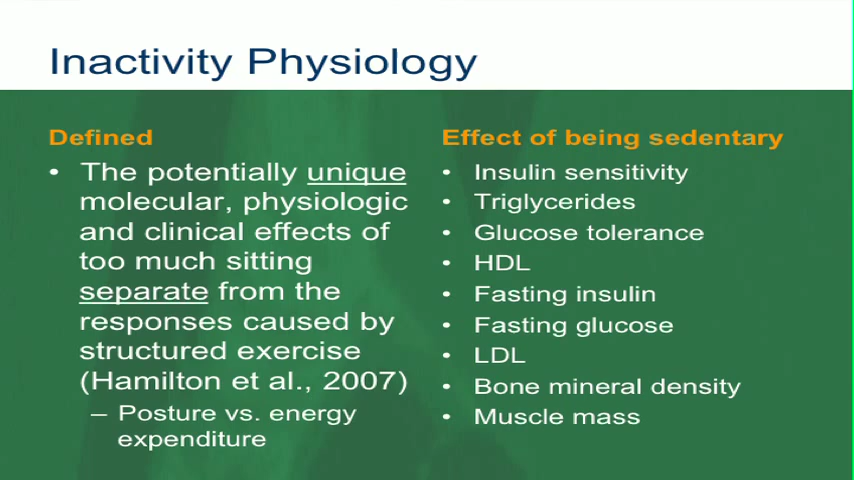 Inactivity Physiology
Defined
• The potentially unique
molecular, physiologic
and clinical effects of
too much sitting
separate from the
responses caused by
structured exercise
(Hamilton et al., 2007)
– Posture vs. energy
expenditure
Effect of being sedentary
• Insulin sensitivity
• Triglycerides
• Glucose tolerance
• HDL
• Fasting insulin
• Fasting glucose
• LDL
• Bone mineral density
• Muscle mass